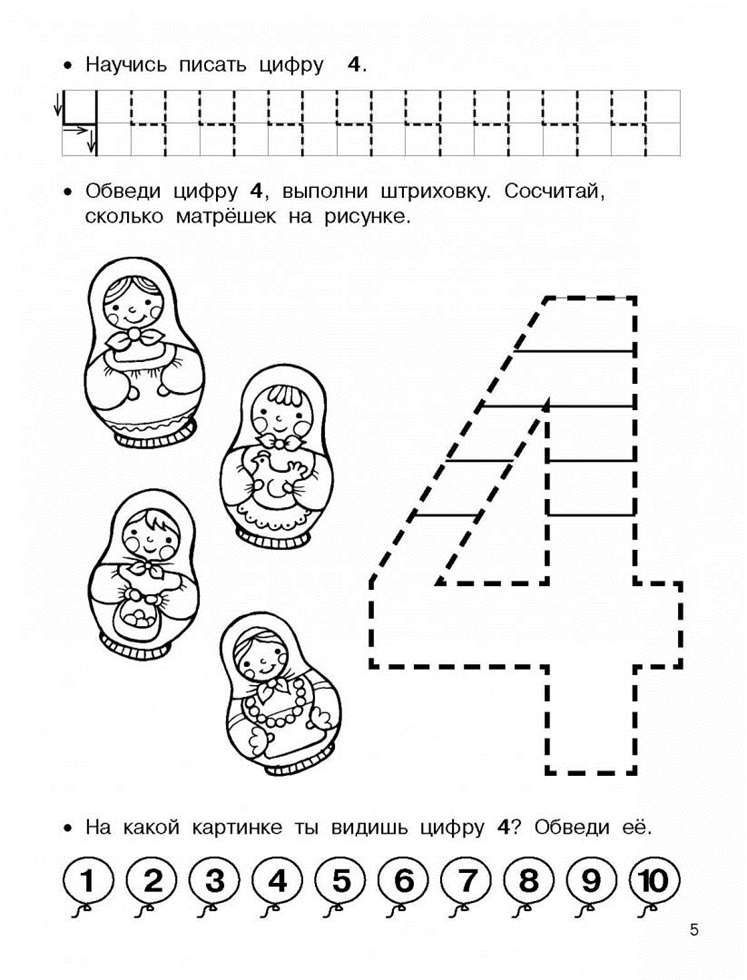 • Научись писать цифру 4.
• Обведи цифру 4, выполни штриховку. Сосчитай,
сколько матрёшек на рисунке.
4
• На какой картинке ты видишь цифру 4? Обведи её.
1 2 3 4 5 6 7 8 9 10
5